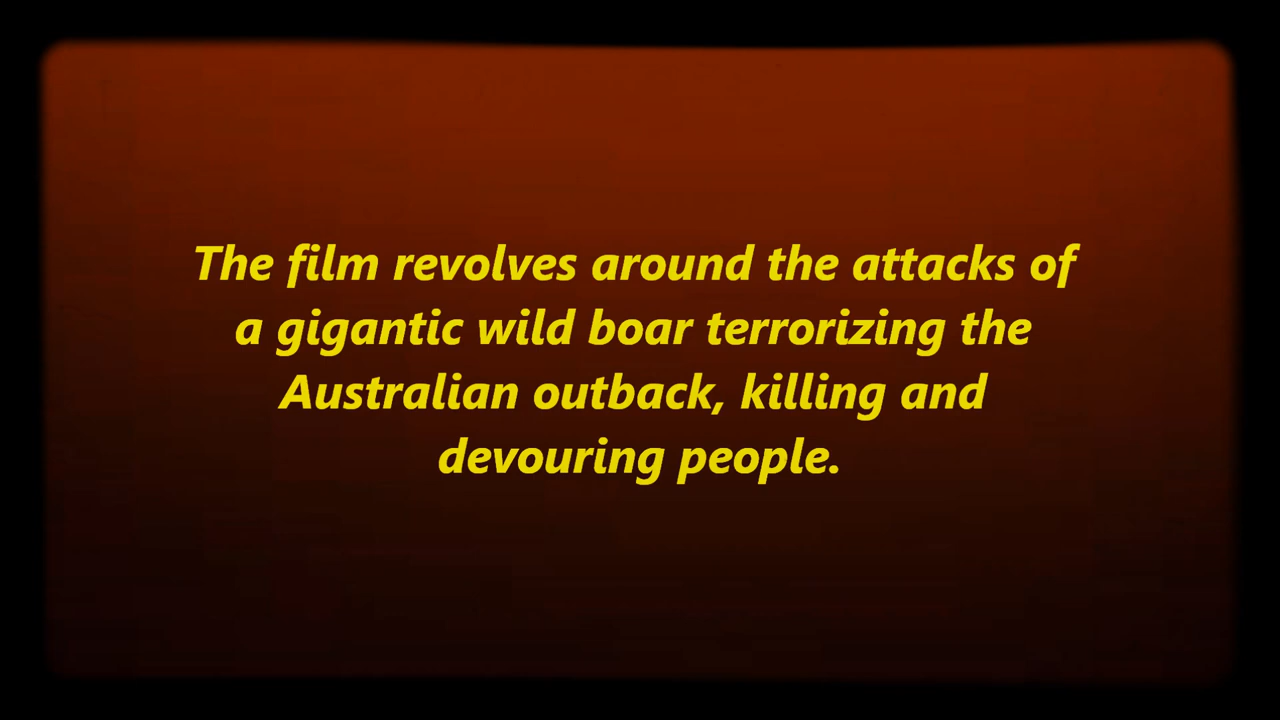 The film revolves around the attacks of
a gigantic wild boar terrorizing the
Australian outback, killing and
devouring people.